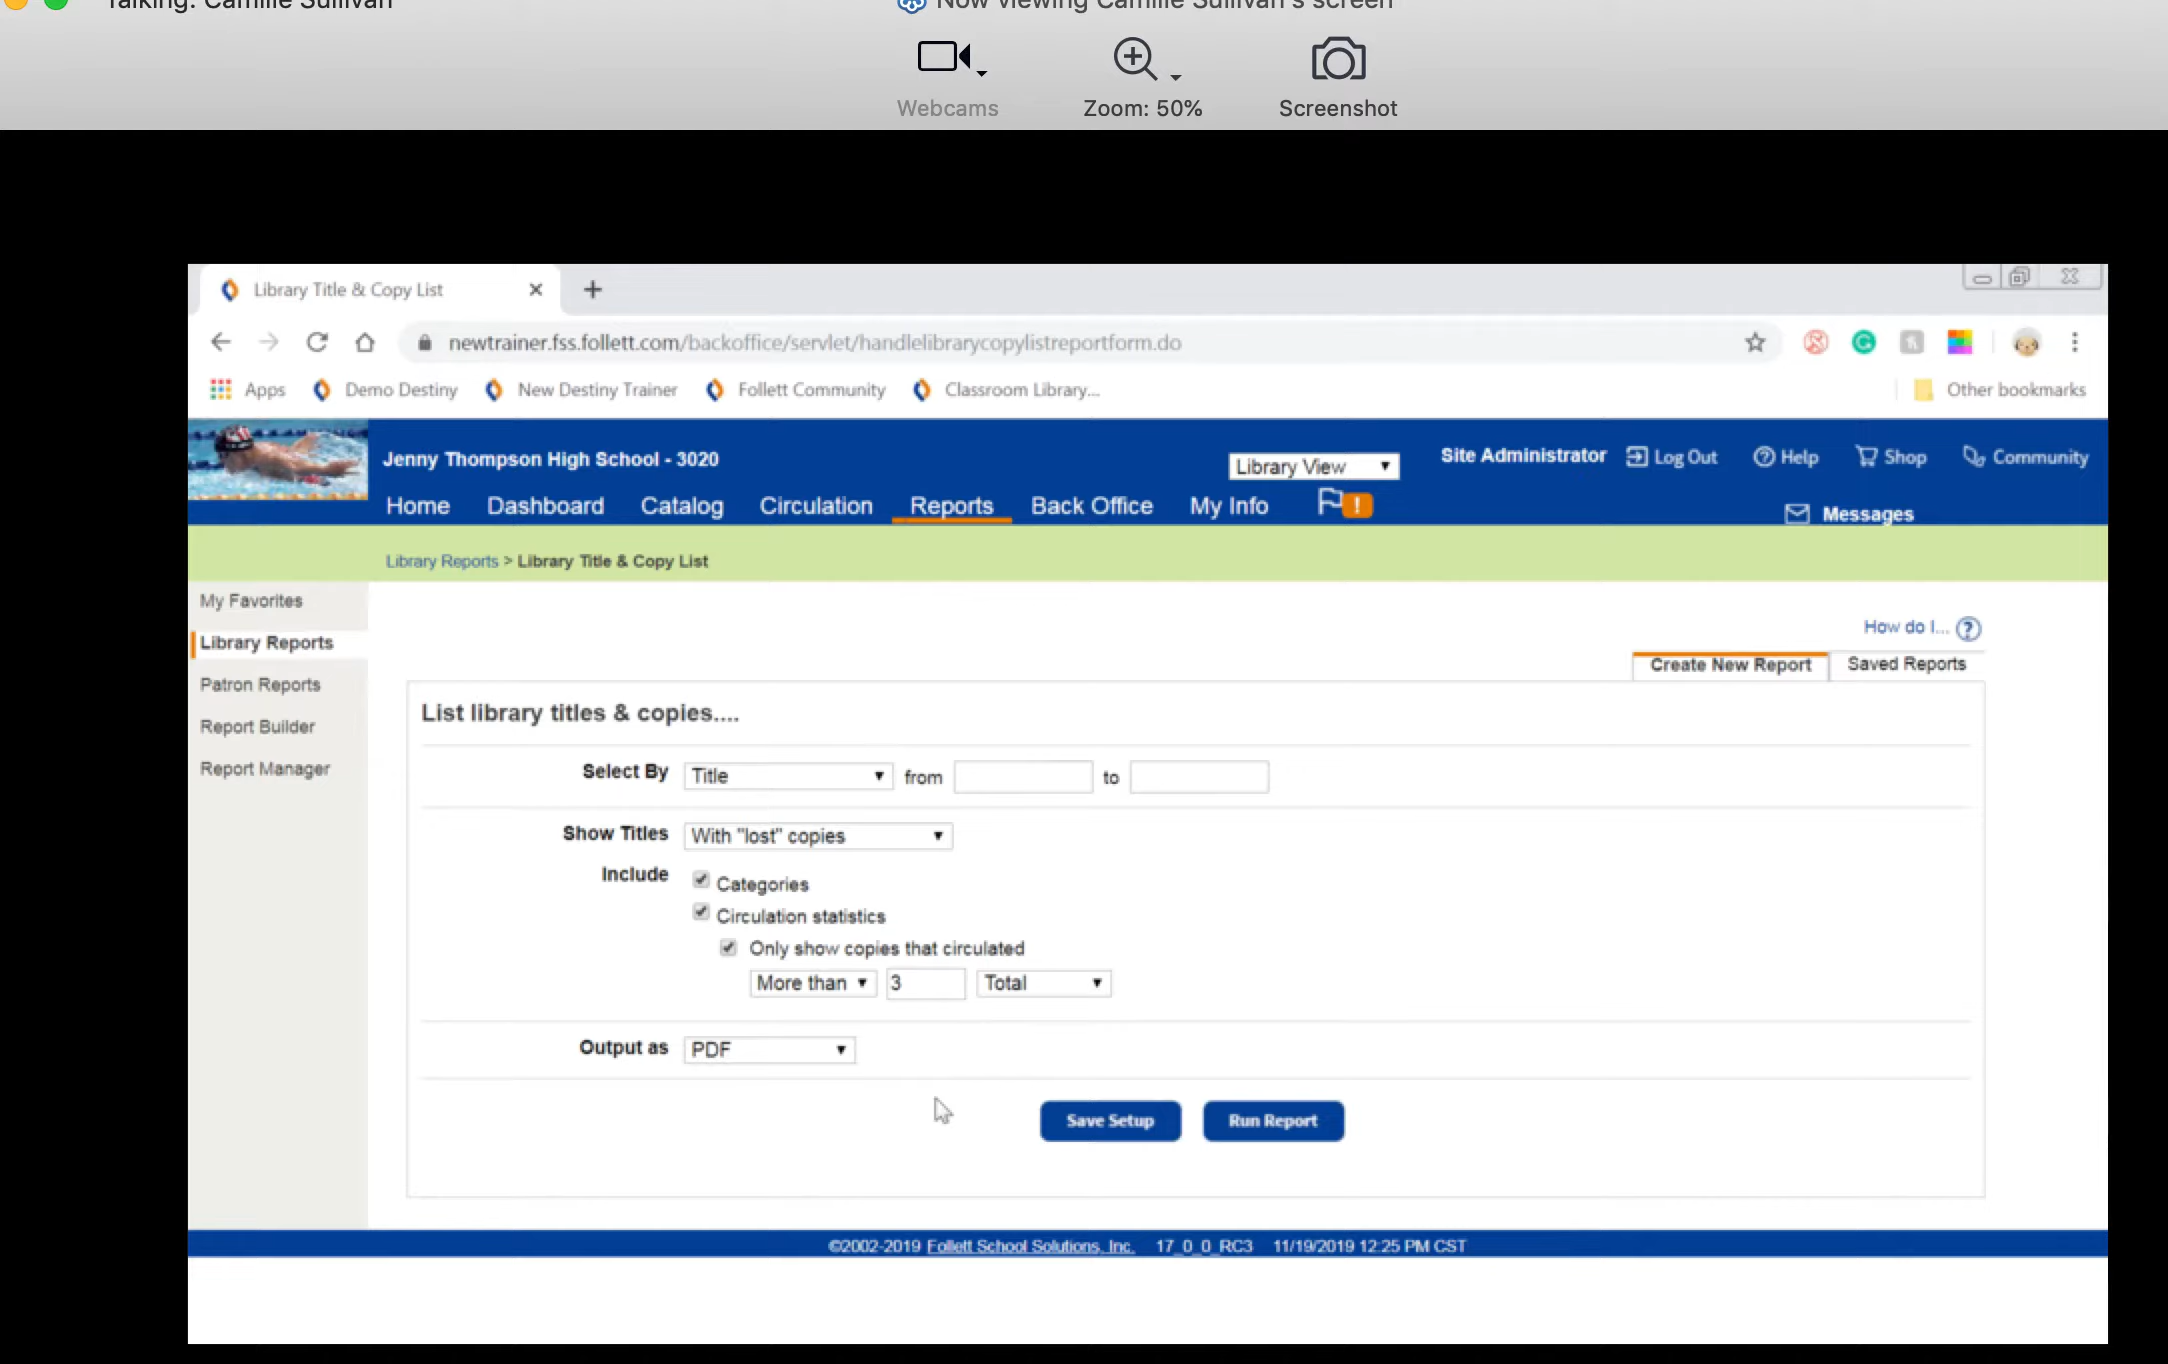 Talking: Camille Sullivan
Now viewing Camille Sullivan's screen
Webcams
Zoom: 50%
Screenshot
Library Title & Copy List
newtrainer.fss.follett.com/backoffice/servlet/handlelibrarycopylistreportform.do
Apps Demo Destiny New Destiny Trainer Follett Community Classroom Library... Other bookmarks
Jenny Thompson High School - 3020 Library View Site Administrator Log Out Help Shop Community
Home Dashboard Catalog Circulation Reports Back Office My Info ! Messages
Library Reports > Library Title & Copy List
My Favorites
Library Reports
Patron Reports
Report Builder
Report Manager
How do I... ?
Create New Report Saved Reports
List library titles & copies....
Select By Title from to
Show Titles With "lost" copies
Include Categories
Circulation statistics
Only show copies that circulated
More than 3 Total
Output as PDF
Save Setup Run Report
©2002-2019 Follett School Solutions, Inc. 17_0_0_RC3 11/19/2019 12:25 PM CST